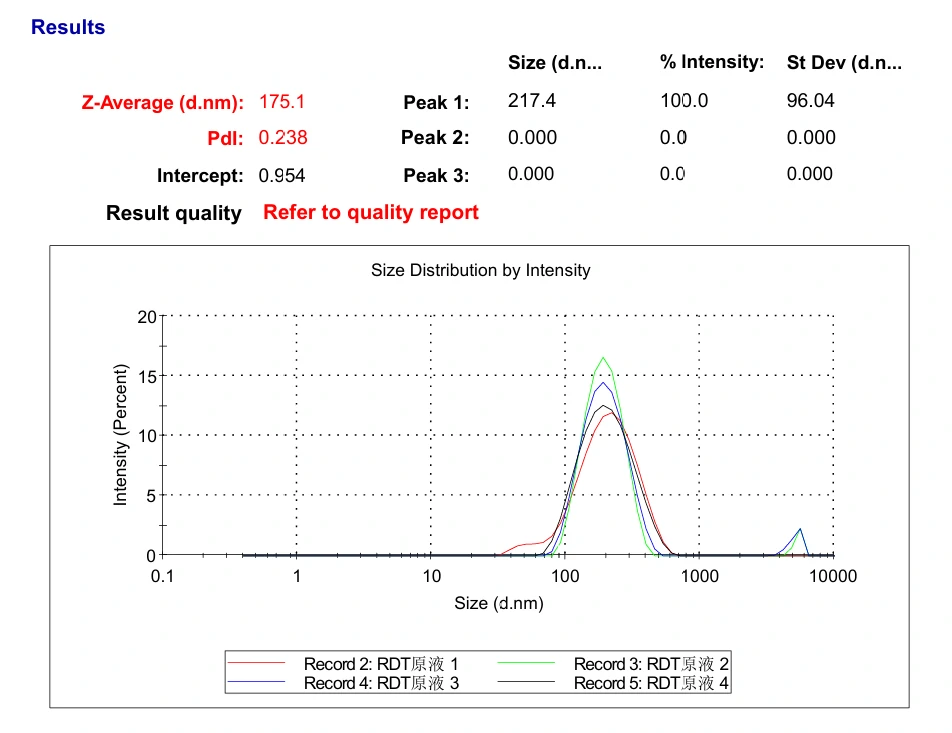 Results
Size (d.n... % Intensity: St Dev (d.n...
Z-Average (d.nm): 175.1 Peak 1: 217.4 100.0 96.04
PdI: 0.238 Peak 2: 0.000 0.0 0.000
Intercept: 0.954 Peak 3: 0.000 0.0 0.000
Result quality Refer to quality report
Size Distribution by Intensity
20
15
10
5
0
Intensity (Percent)
0.1 1 10 100 1000 10000
Size (d.nm)
Record 2: RDT原液 1 Record 3: RDT原液 2
Record 4: RDT原液 3 Record 5: RDT原液 4